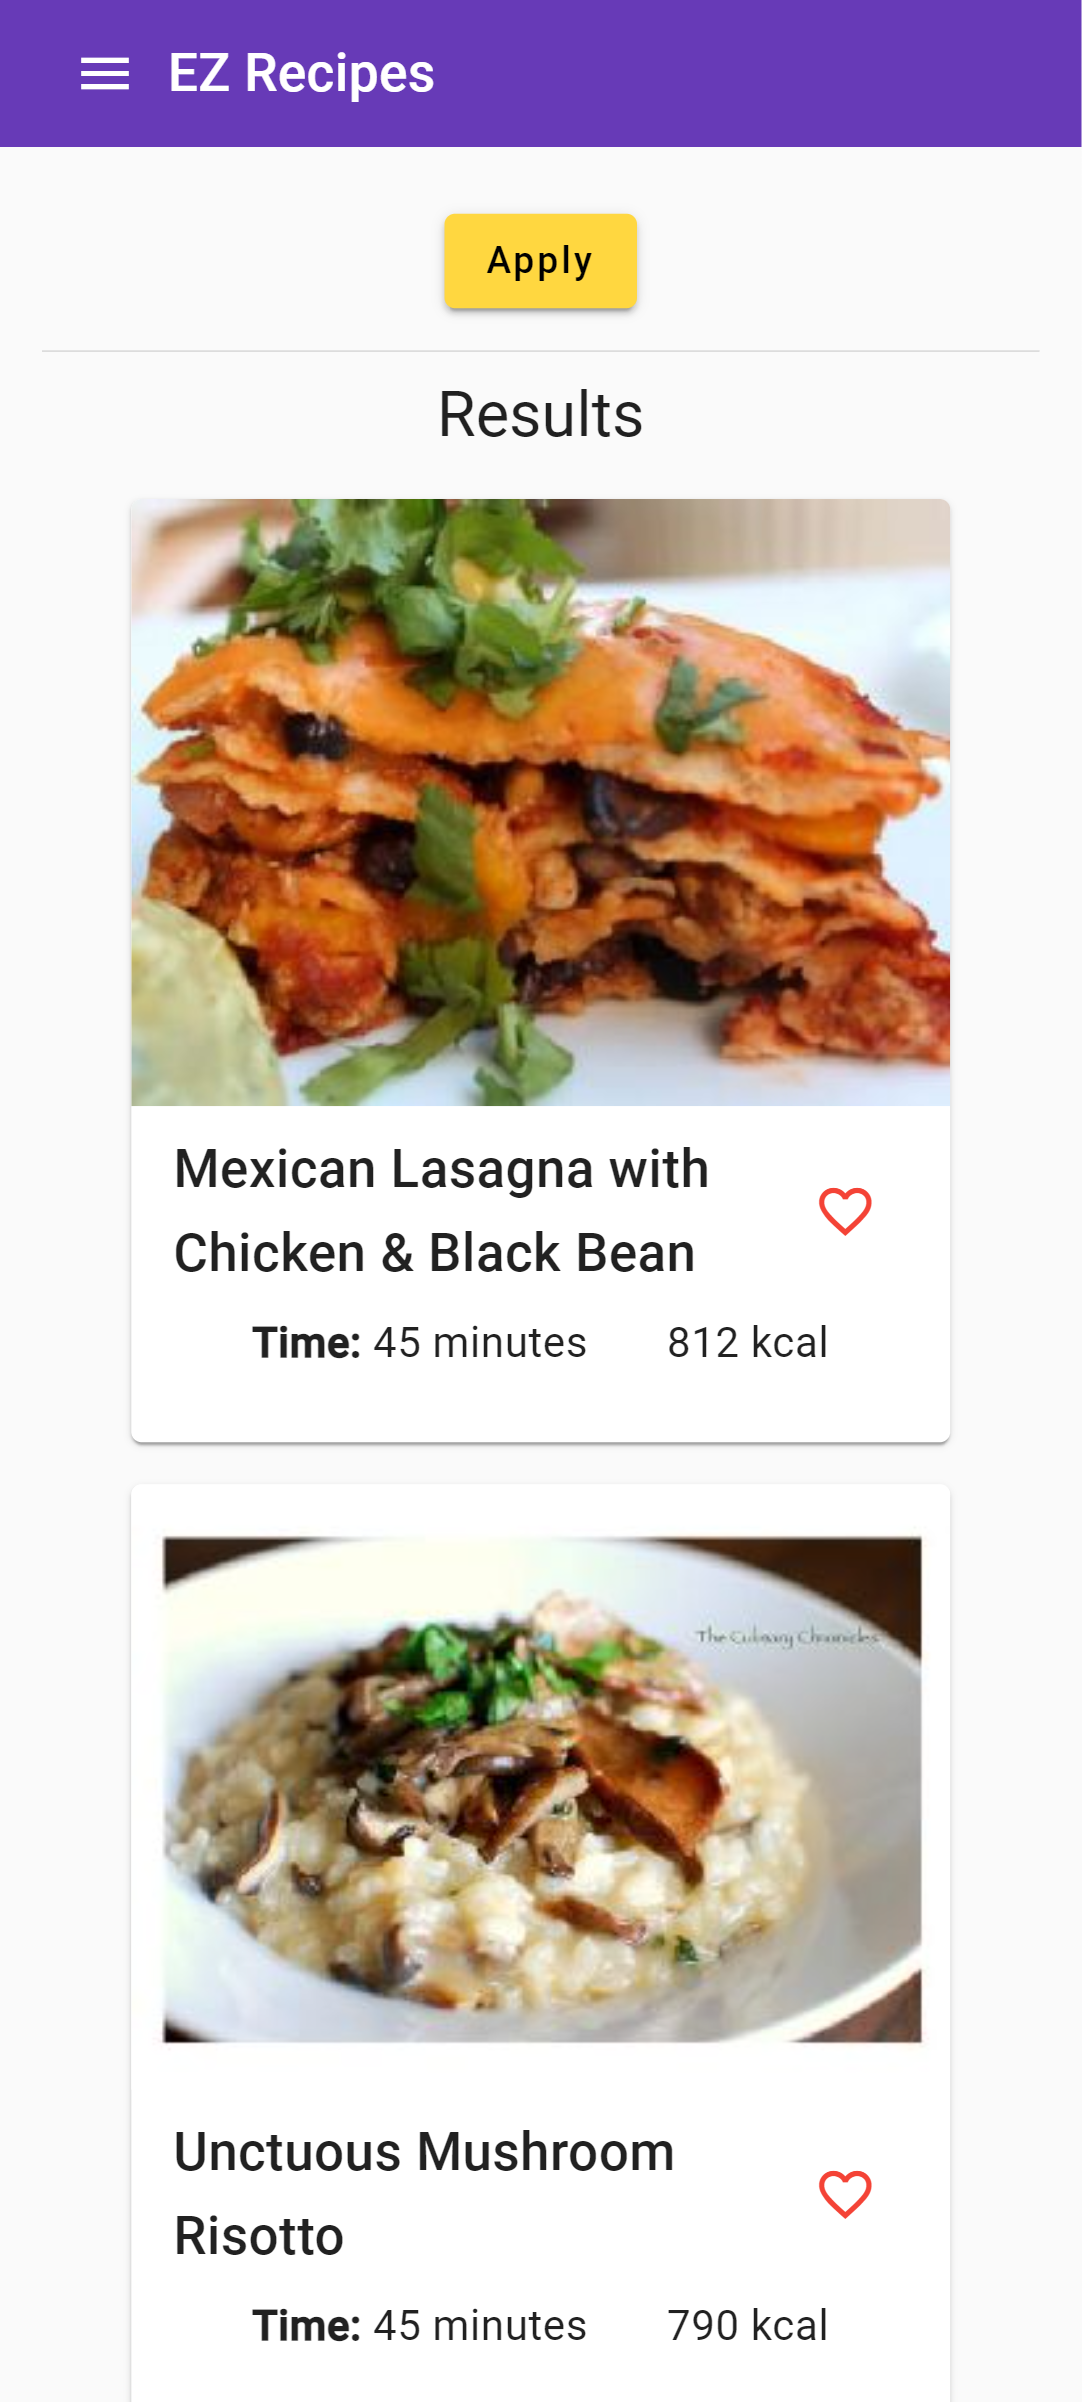 EZ Recipes
Apply
Results
Mexican Lasagna with
Chicken & Black Bean
Time: 45 minutes 812 kcal
The Culinary Chronicles
Unctuous Mushroom
Risotto
Time: 45 minutes 790 kcal